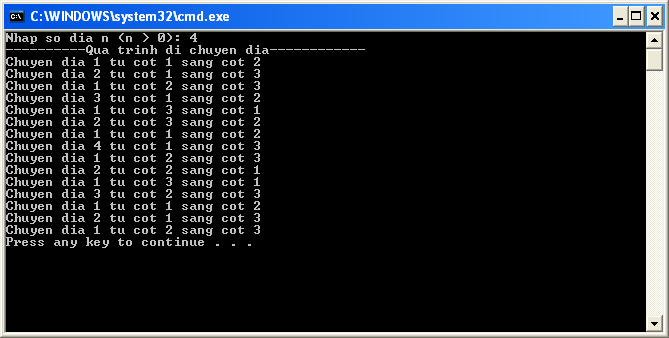 C:\WINDOWS\system32\cmd.exe
Nhap so dia n (n > 0): 4
----------Qua trinh di chuyen dia------------
Chuyen dia 1 tu cot 1 sang cot 2
Chuyen dia 2 tu cot 1 sang cot 3
Chuyen dia 1 tu cot 2 sang cot 3
Chuyen dia 3 tu cot 1 sang cot 2
Chuyen dia 1 tu cot 3 sang cot 1
Chuyen dia 2 tu cot 3 sang cot 2
Chuyen dia 1 tu cot 1 sang cot 2
Chuyen dia 4 tu cot 1 sang cot 3
Chuyen dia 1 tu cot 2 sang cot 3
Chuyen dia 2 tu cot 2 sang cot 1
Chuyen dia 1 tu cot 3 sang cot 1
Chuyen dia 3 tu cot 2 sang cot 3
Chuyen dia 1 tu cot 1 sang cot 2
Chuyen dia 2 tu cot 1 sang cot 3
Chuyen dia 1 tu cot 2 sang cot 3
Press any key to continue . . .